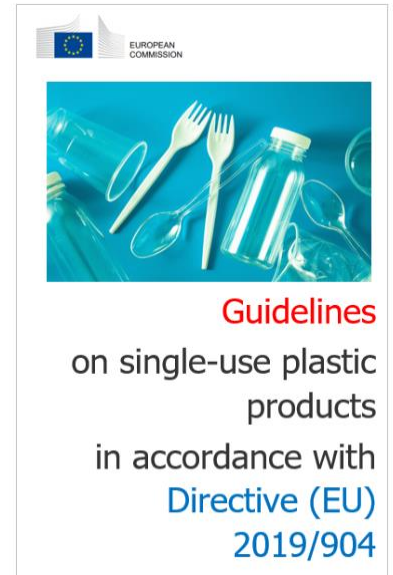 EUROPEAN
COMMISSION
Guidelines
on single-use plastic
products
in accordance with
Directive (EU)
2019/904